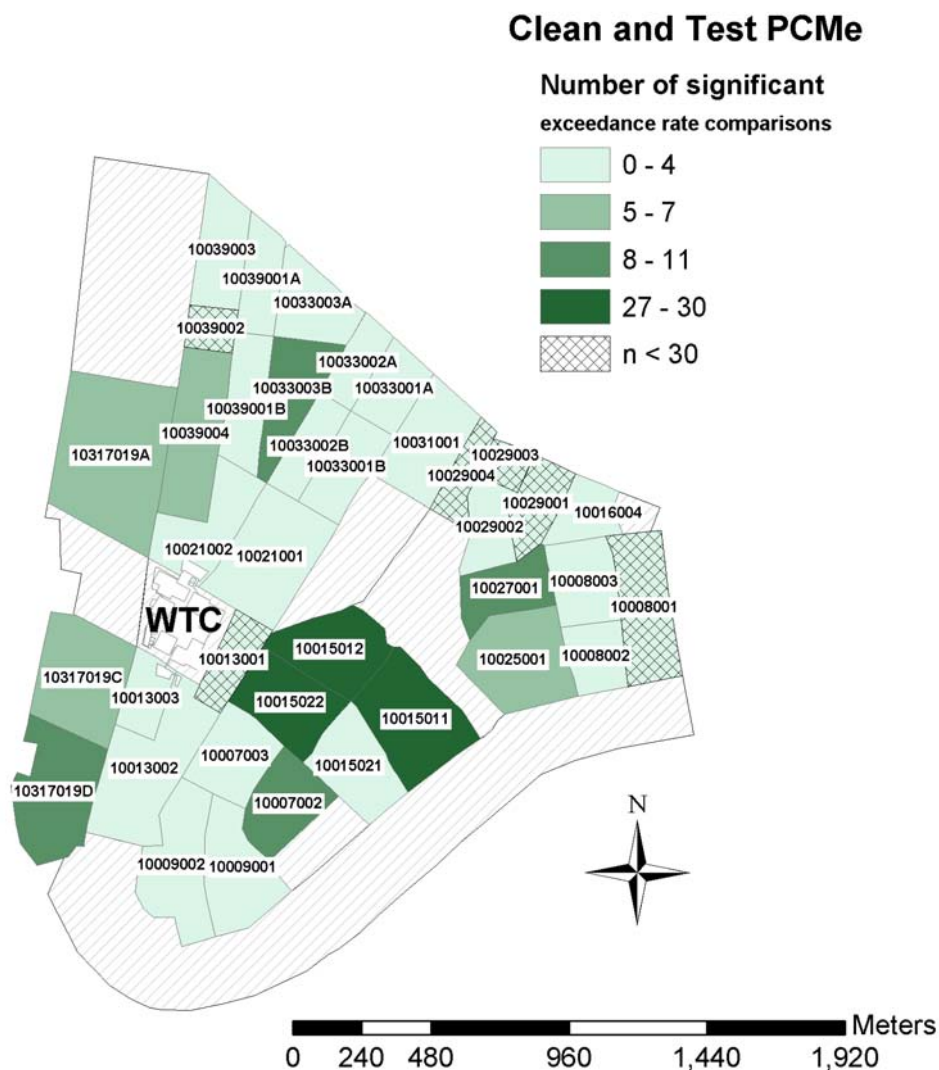 Clean and Test PCMe
Number of significant
exceedance rate comparisons
0 - 4
5 - 7
8 - 11
27 - 30
n < 30
10039003
10039001A
10033003A
10039002
10033002A
10033003B
10033001A
10039001B
10039004
10033002B
10031001
10317019A
10033001B
10029003
10029004
10029001
10016004
10029002
10021002
10021001
10008003
10027001
10008001
WTC
10015012
10008002
10013001
10025001
10317019C
10013003
10015022
10015011
10007003
10015021
10013002
10317019D
10007002
10009002
10009001
N
Meters
0 240 480 960 1,440 1,920